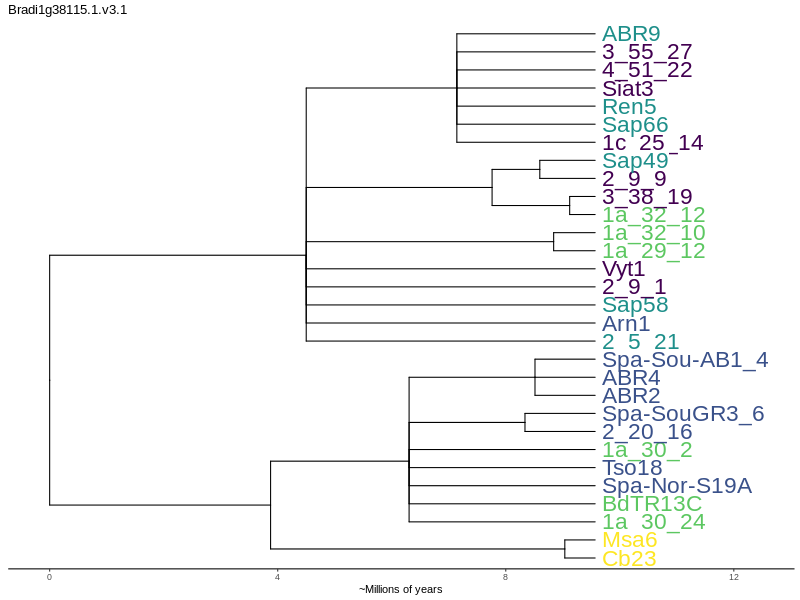 Bradi1g38115.1.v3.1
ABR9
3_55_27
4_51_22
Siat3
Ren5
Sap66
1c_25_14
Sap49
2_9_9
3_38_19
1a_32_12
1a_32_10
1a_29_12
Vyt1
2_9_1
Sap58
Arn1
2_5_21
Spa-Sou-AB1_4
ABR4
ABR2
Spa-SouGR3_6
2_20_16
1a_30_2
Tso18
Spa-Nor-S19A
BdTR13C
1a_30_24
Msa6
Cb23
0 4 8 12
~Millions of years